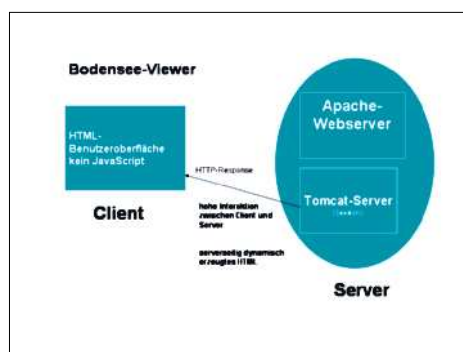 Bodensee-Viewer
HTML-
Benutzeroberfläche
kein JavaScript
Client
HTTP-Response
hohe Interaktion
zwischen Client und
Server
serverseitig dynamisch
erzeugtes HTML
Apache-
Webserver
Tomcat-Server
Server